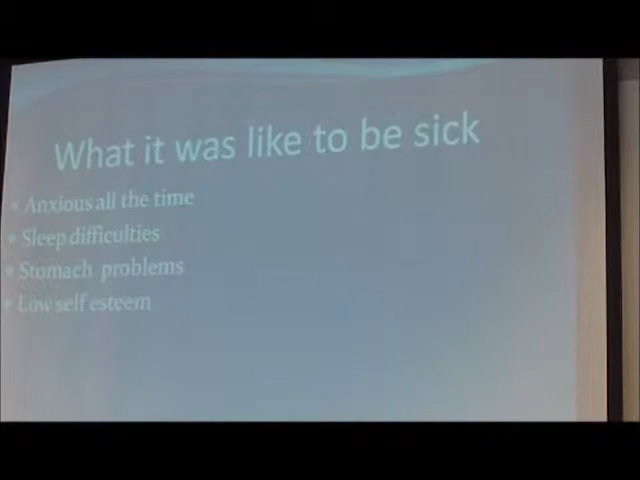 What it was like to be sick
• Anxious all the time
• Sleep difficulties
• Stomach problems
• Low self esteem